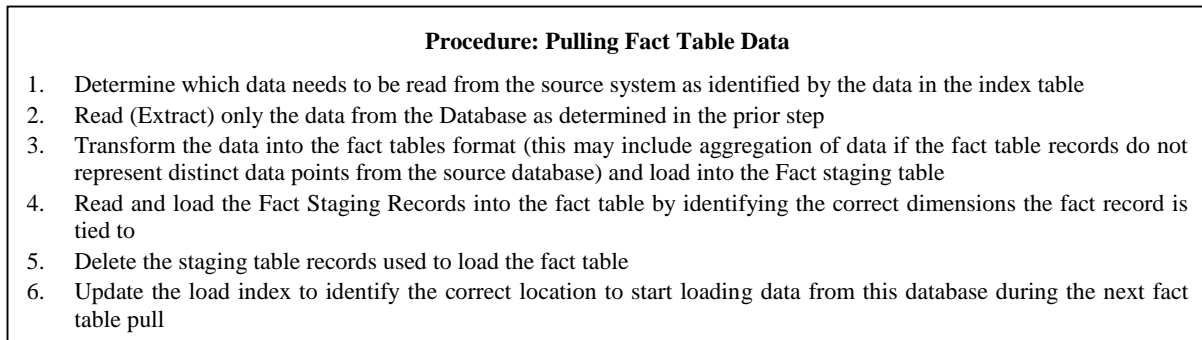 Procedure: Pulling Fact Table Data
1. Determine which data needs to be read from the source system as identified by the data in the index table
2. Read (Extract) only the data from the Database as determined in the prior step
3. Transform the data into the fact tables format (this may include aggregation of data if the fact table records do not
represent distinct data points from the source database) and load into the Fact staging table
4. Read and load the Fact Staging Records into the fact table by identifying the correct dimensions the fact record is
tied to
5. Delete the staging table records used to load the fact table
6. Update the load index to identify the correct location to start loading data from this database during the next fact
table pull